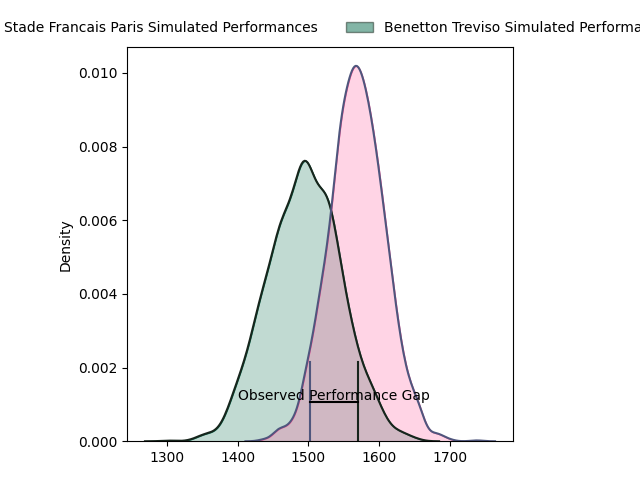 Stade Francais Paris Simulated Performances
Benetton Treviso Simulated Performa
0.010
0.008
0.006
0.004
0.002
0.000
Density
Observed Performance Gap
1300 1400 1500 1600 1700